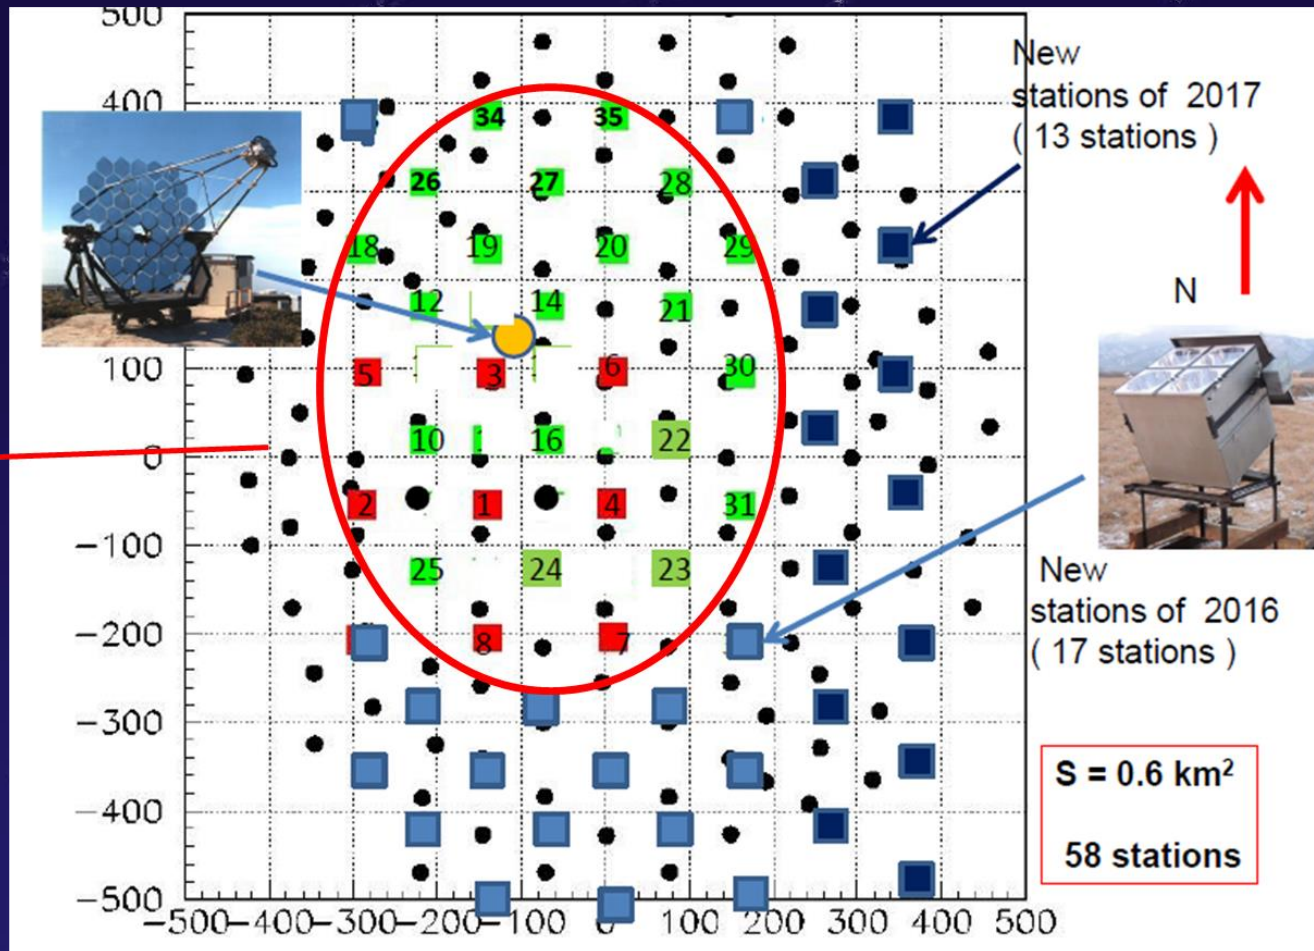 500
New
stations of 2017
( 13 stations )
400
34 35
26 27 28
18 19 20 29
N
12 14 21
100
5 3 6 30
10 16 22
0
2 1 4 31
New
stations of 2016
( 17 stations )
−100
25 24 23
−200
8 7
−300
S = 0.6 km²
58 stations
−400
−500
−500 −400 −300 −200 −100 0 100 200 300 400 500